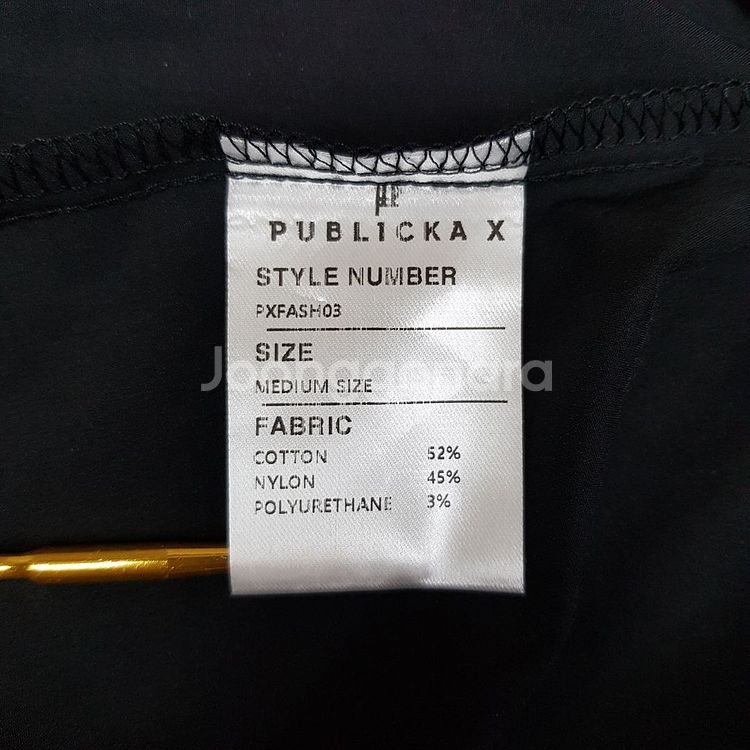 PUBLICKA X
STYLE NUMBER
PXFASH03
SIZE
MEDIUM SIZE
FABRIC
COTTON 52%
NYLON 45%
POLYURETHANE 3%